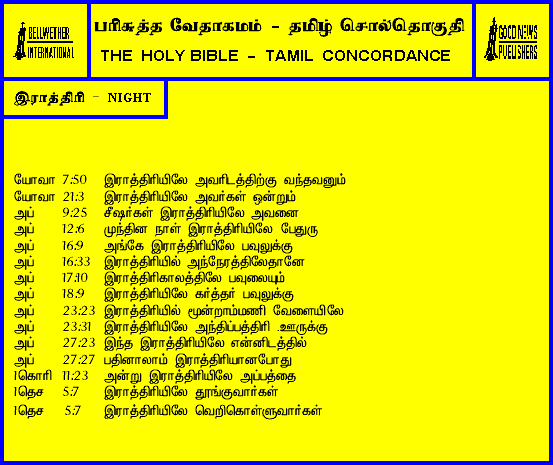 BELLWETHER
INTERNATIONAL
பரிசுத்த வேதாகமம் - தமிழ் சொல்தொகுதி
THE HOLY BIBLE - TAMIL CONCORDANCE
GOOD NEWS
PUBLISHERS
இராத்திரி - NIGHT
யோவா 7:50 இராத்திரியிலே அவரிடத்திற்கு வந்தவனும்
யோவா 21:3 இராத்திரியிலே அவர்கள் ஒன்றும்
அப் 9:25 சீஷர்கள் இராத்திரியிலே அவனை
அப் 12:6 முந்தின நாள் இராத்திரியிலே பேதுரு
அப் 16:9 அங்கே இராத்திரியிலே பவுலுக்கு
அப் 16:33 இராத்திரியில் அந்நேரத்திலேதானே
அப் 17:10 இராத்திரிகாலத்திலே பவுலையும்
அப் 18:9 இராத்திரியிலே கர்த்தர் பவுலுக்கு
அப் 23:23 இராத்திரியில் மூன்றாம்மணி வேளையிலே
அப் 23:31 இராத்திரியிலே அந்திப்பத்திரி ஊருக்கு
அப் 27:23 இந்த இராத்திரியிலே என்னிடத்தில்
அப் 27:27 பதினாலாம் இராத்திரியானபோது
1கொரி 11:23 அன்று இராத்திரியிலே அப்பத்தை
1தெச 5:7 இராத்திரியிலே தூங்குவார்கள்
1தெச 5:7 இராத்திரியிலே வெறிகொள்ளுவார்கள்